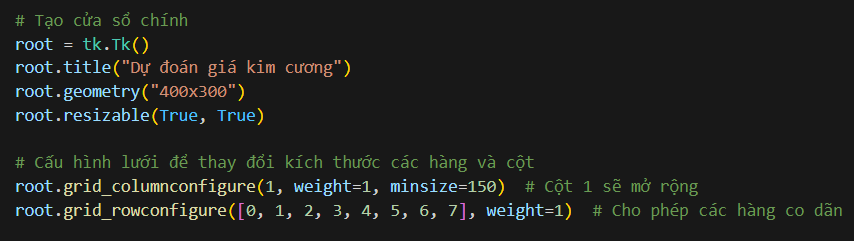 # Tạo cửa sổ chính
root = tk.Tk()
root.title("Dự đoán giá kim cương")
root.geometry("400x300")
root.resizable(True, True)
# Cấu hình lưới để thay đổi kích thước các hàng và cột
root.grid_columnconfigure(1, weight=1, minsize=150)  # Cột 1 sẽ mở rộng
root.grid_rowconfigure([0, 1, 2, 3, 4, 5, 6, 7], weight=1)  # Cho phép các hàng co dãn